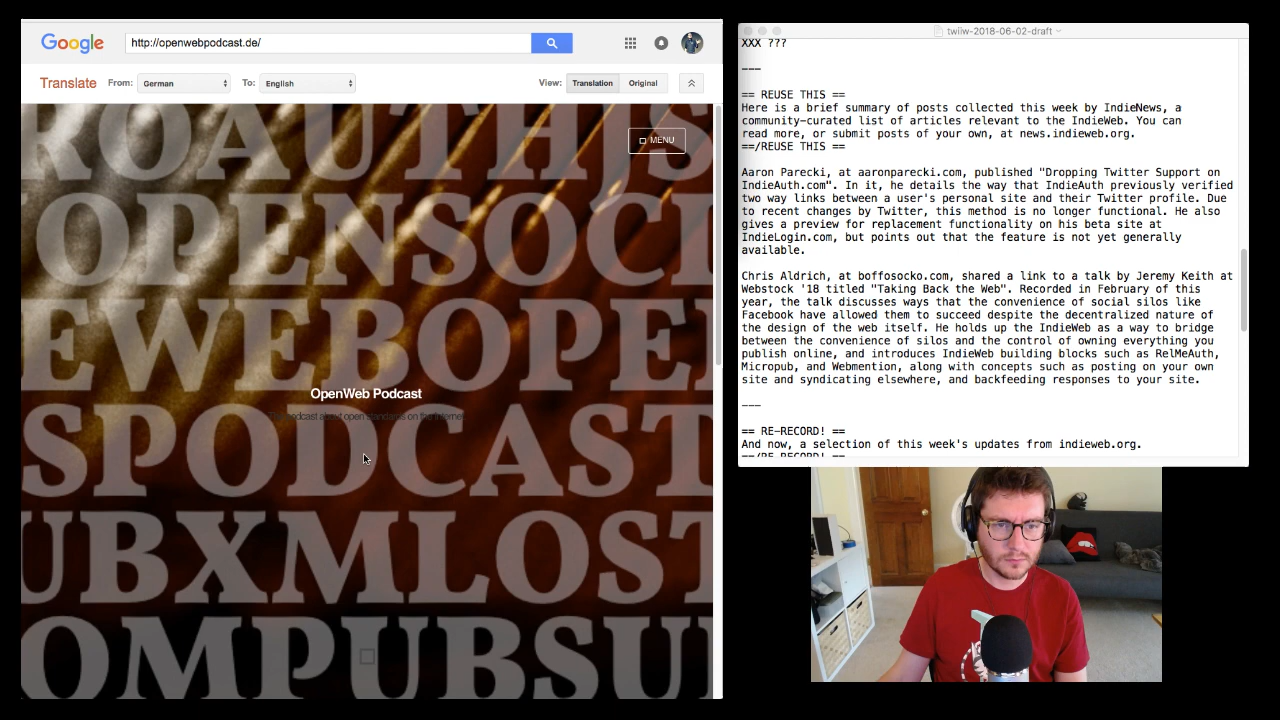 Google
http://openwebpodcast.de/
Translate
From:
German
To:
English
View:
Translation
Original
MENU
ROAUTHJS
OPENSOCI
EWEBOPE
OpenWeb Podcast
podcast about open standards on the Internet
SPODCAST
UBXMLOST
OMPUBSU
twiiw-2018-06-02-draft
XXX ???
---
== REUSE THIS ==
Here is a brief summary of posts collected this week by IndieNews, a
community-curated list of articles relevant to the IndieWeb. You can
read more, or submit posts of your own, at news.indieweb.org.
==/REUSE THIS ==
Aaron Parecki, at aaronparecki.com, published "Dropping Twitter Support on
IndieAuth.com". In it, he details the way that IndieAuth previously verified
two way links between a user's personal site and their Twitter profile. Due
to recent changes by Twitter, this method is no longer functional. He also
gives a preview for replacement functionality on his beta site at
IndieLogin.com, but points out that the feature is not yet generally
available.
Chris Aldrich, at boffosocko.com, shared a link to a talk by Jeremy Keith at
Webstock '18 titled "Taking Back the Web". Recorded in February of this
year, the talk discusses ways that the convenience of social silos like
Facebook have allowed them to succeed despite the decentralized nature of
the design of the web itself. He holds up the IndieWeb as a way to bridge
between the convenience of silos and the control of owning everything you
publish online, and introduces IndieWeb building blocks such as RelMeAuth,
Micropub, and Webmention, along with concepts such as posting on your own
site and syndicating elsewhere, and backfeeding responses to your site.
---
== RE-RECORD! ==
And now, a selection of this week's updates from indieweb.org.
==/RE-RECORD! ==